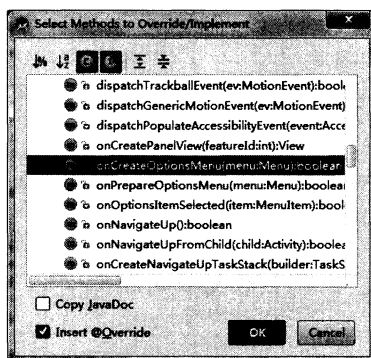 Select Methods to Override/Implement
dispatchTrackballEvent(ev:MotionEvent):boole
dispatchGenericMotionEvent(ev:MotionEvent)
dispatchPopulateAccessibilityEvent(event:Acce
onCreatePanelView(featureId:int):View
onCreateOptionsMenu(menu:Menu):boolean
onPrepareOptionsMenu(menu:Menu):boolea
onOptionsItemSelected(item:MenuItem):bool
onNavigateUp():boolean
onNavigateUpFromChild(child:Activity):boolea
onCreateNavigateUpTaskStack(builder:TaskS
Copy JavaDoc
Insert @Override
OK Cancel